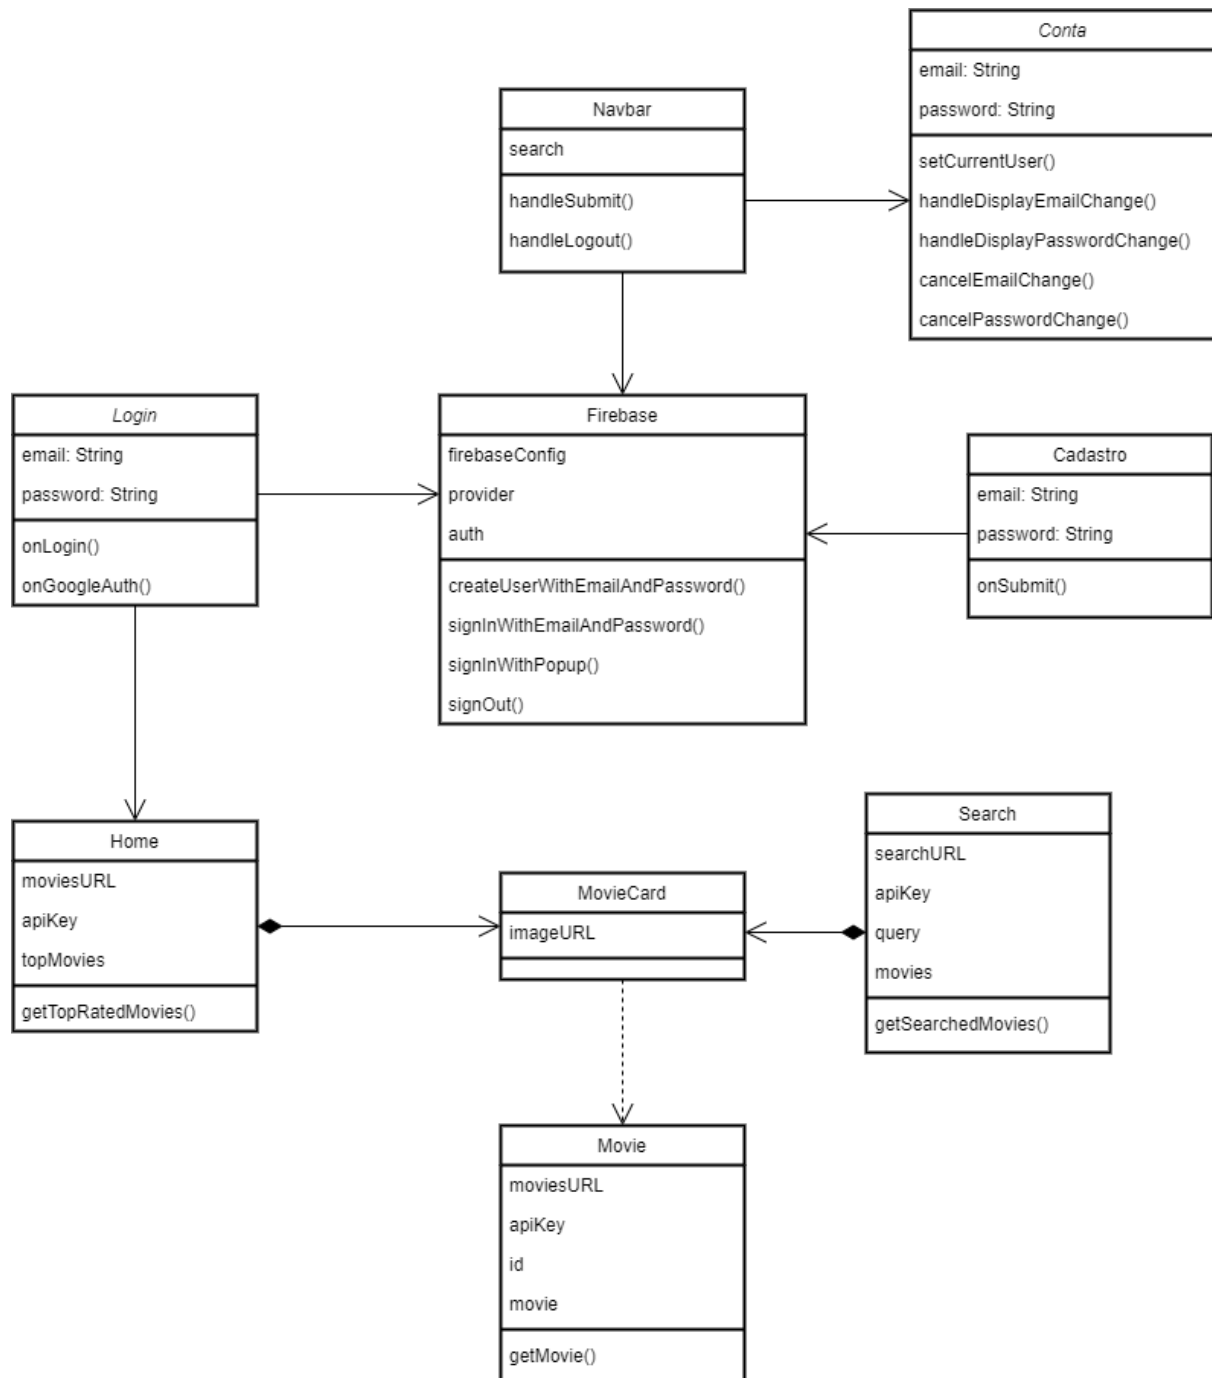 Conta
email: String
password: String
setCurrentUser()
handleDisplayEmailChange()
handleDisplayPasswordChange()
cancelEmailChange()
cancelPasswordChange()
Navbar
search
handleSubmit()
handleLogout()
Login
email: String
password: String
onLogin()
onGoogleAuth()
Firebase
firebaseConfig
provider
auth
createUserWithEmailAndPassword()
signInWithEmailAndPassword()
signInWithPopup()
signOut()
Cadastro
email: String
password: String
onSubmit()
Home
moviesURL
apiKey
topMovies
getTopRatedMovies()
MovieCard
imageURL
Search
searchURL
apiKey
query
movies
getSearchedMovies()
Movie
moviesURL
apiKey
id
movie
getMovie()